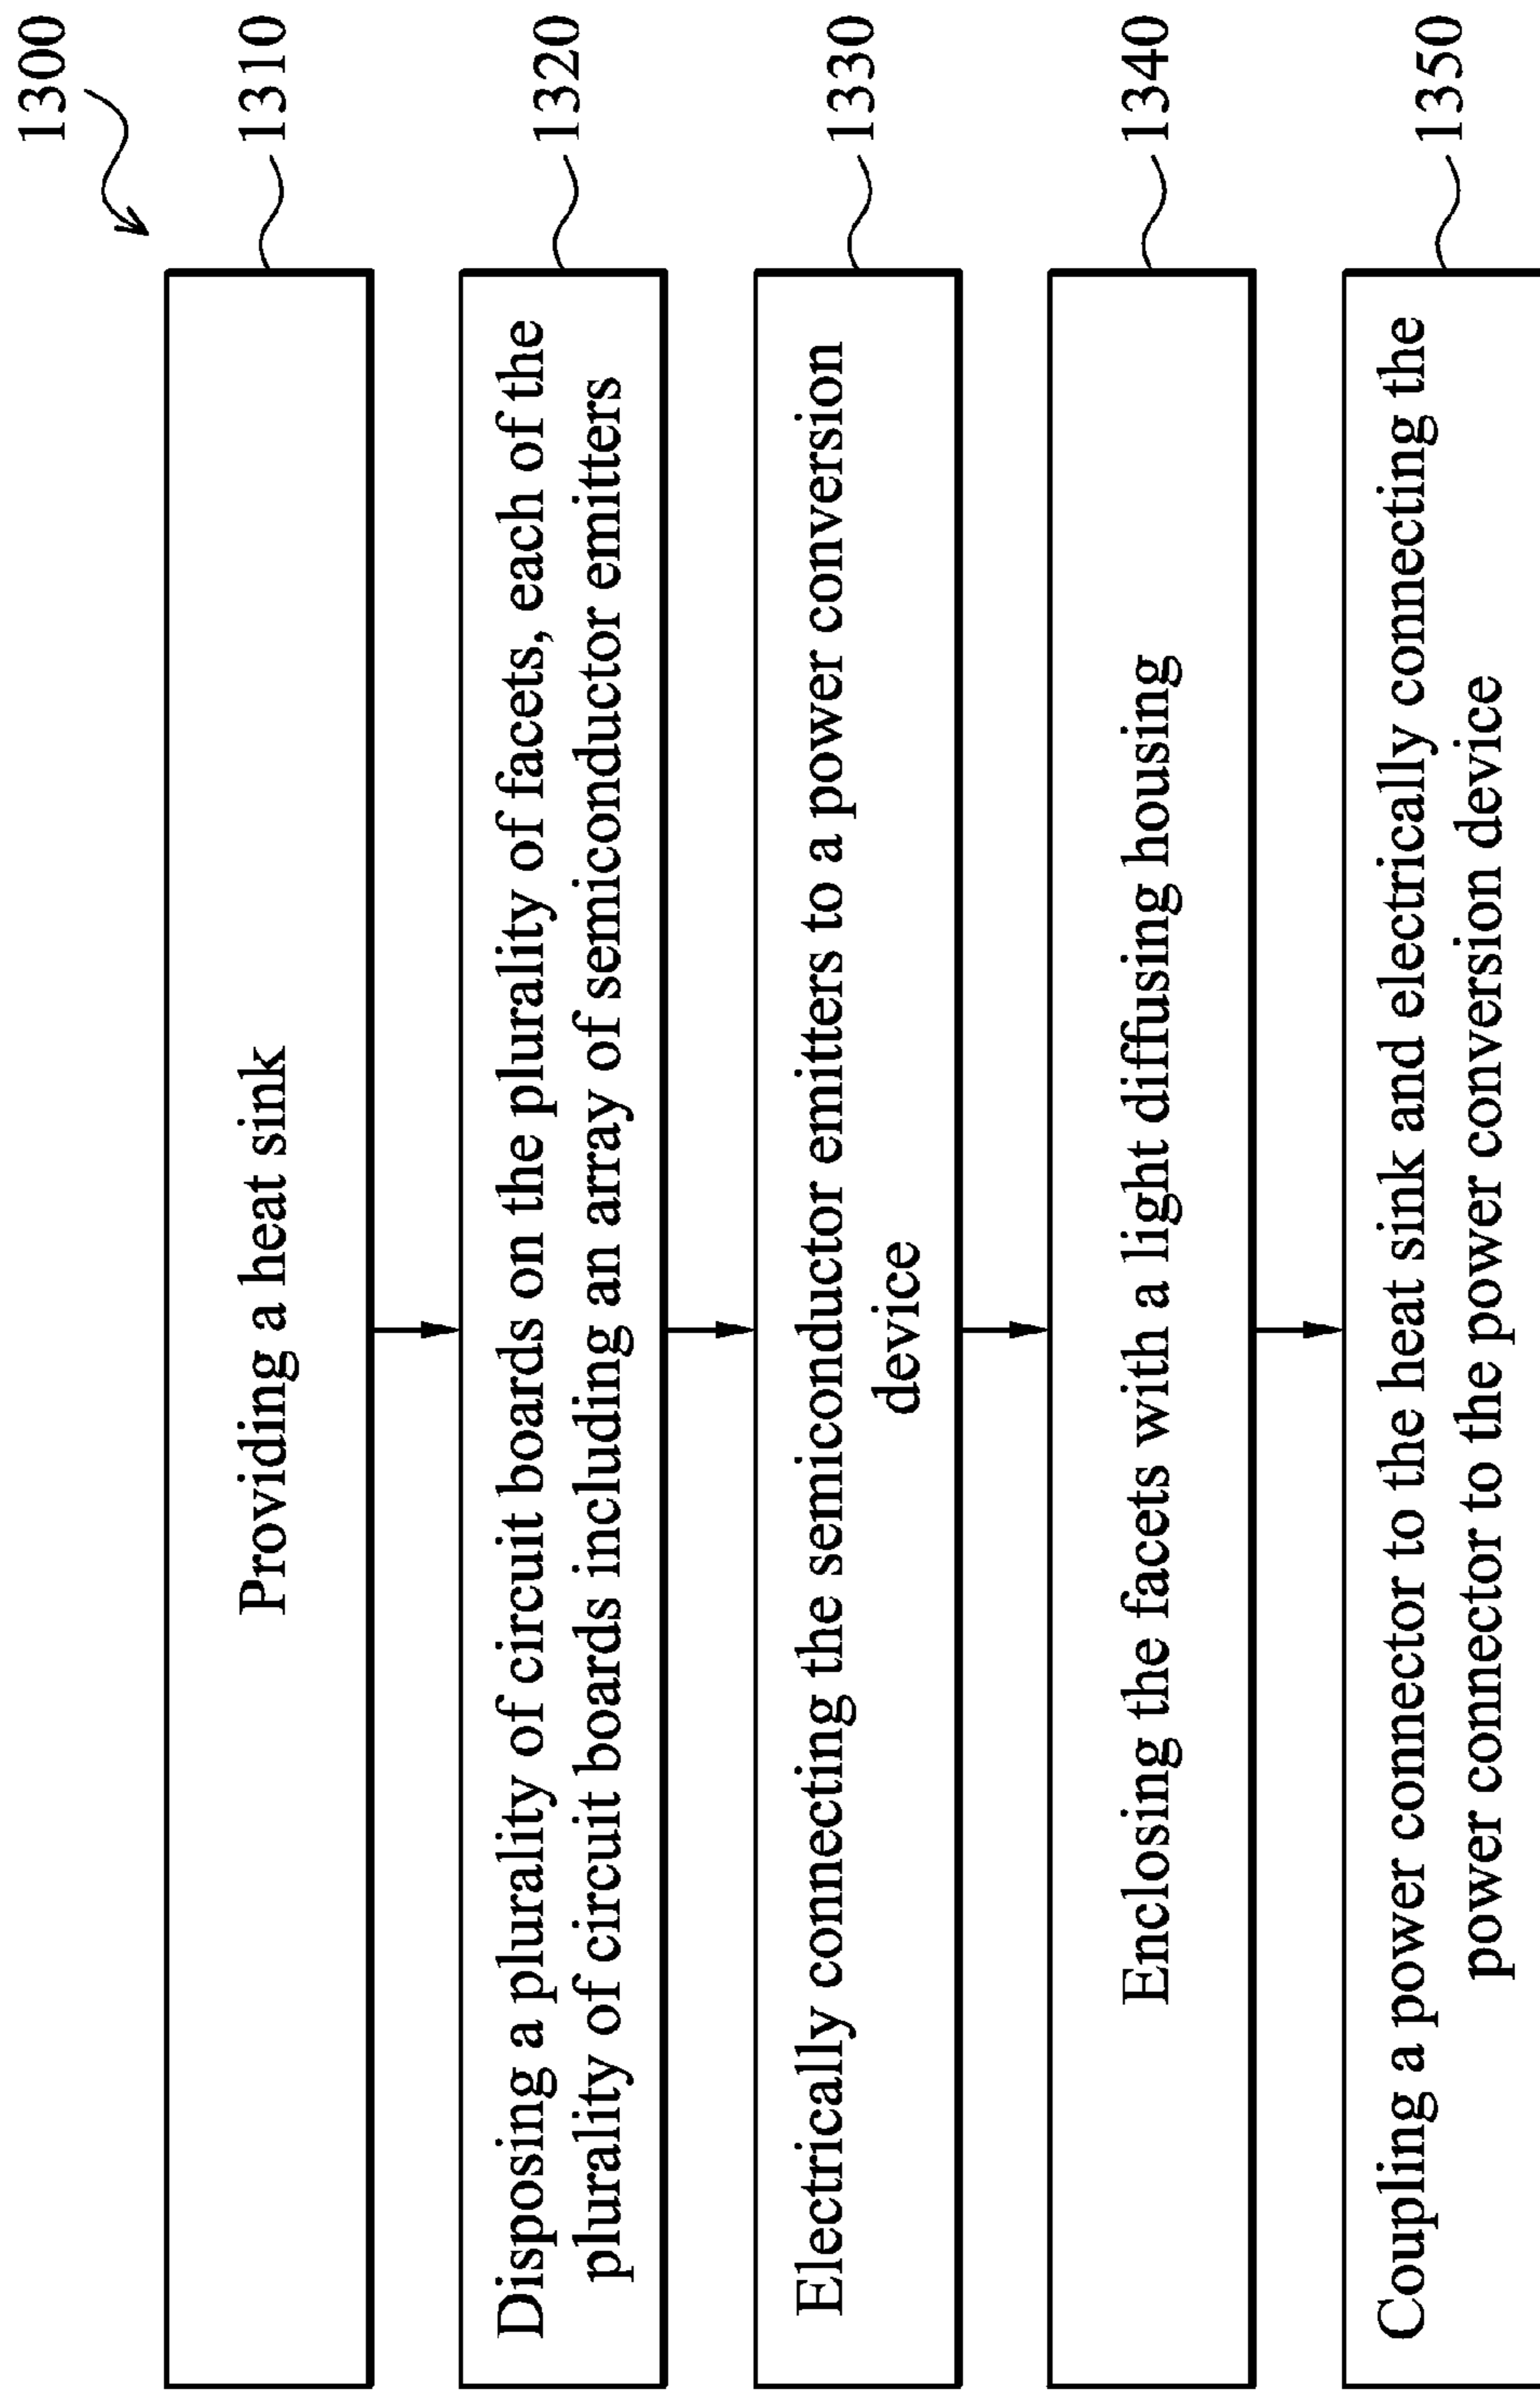 1300
Providing a heat sink
1310
Disposing a plurality of circuit boards on the plurality of facets, each of the
plurality of circuit boards including an array of semiconductor emitters
1320
Electrically connecting the semiconductor emitters to a power conversion
device
1330
Enclosing the facets with a light diffusing housing
1340
Coupling a power connector to the heat sink and electrically connecting the
power connector to the power conversion device
1350